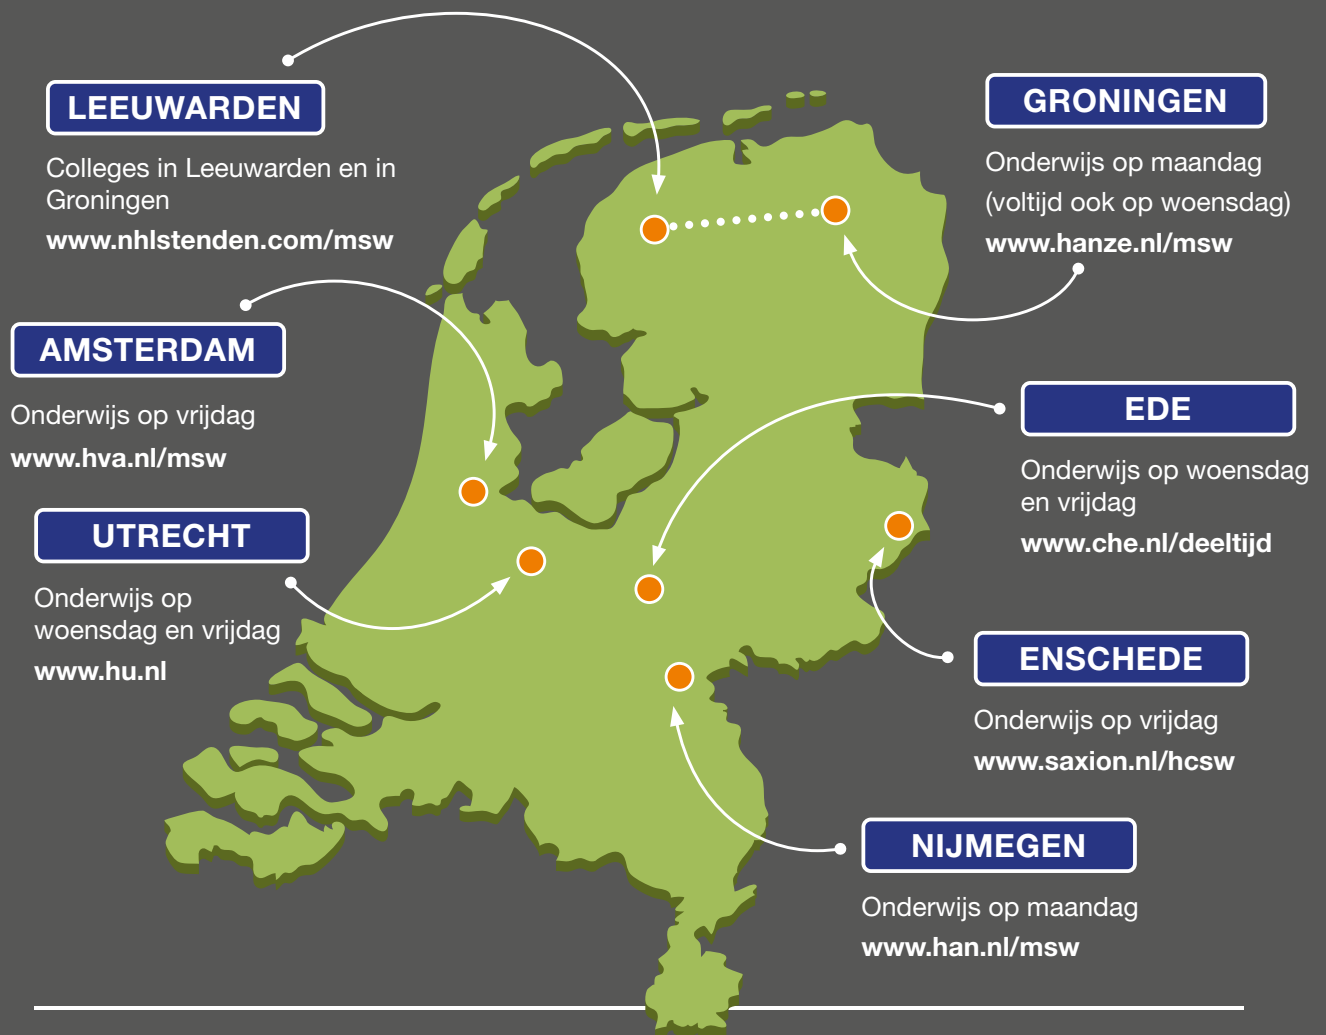 LEEUWARDEN
Colleges in Leeuwarden en in
Groningen
www.nhlstenden.com/msw
GRONINGEN
Onderwijs op maandag
(voltijd ook op woensdag)
www.hanze.nl/msw
AMSTERDAM
Onderwijs op vrijdag
www.hva.nl/msw
EDE
Onderwijs op woensdag
en vrijdag
www.che.nl/deeltijd
UTRECHT
Onderwijs op
woensdag en vrijdag
www.hu.nl
ENSCHEDE
Onderwijs op vrijdag
www.saxion.nl/hcsw
NIJMEGEN
Onderwijs op maandag
www.han.nl/msw